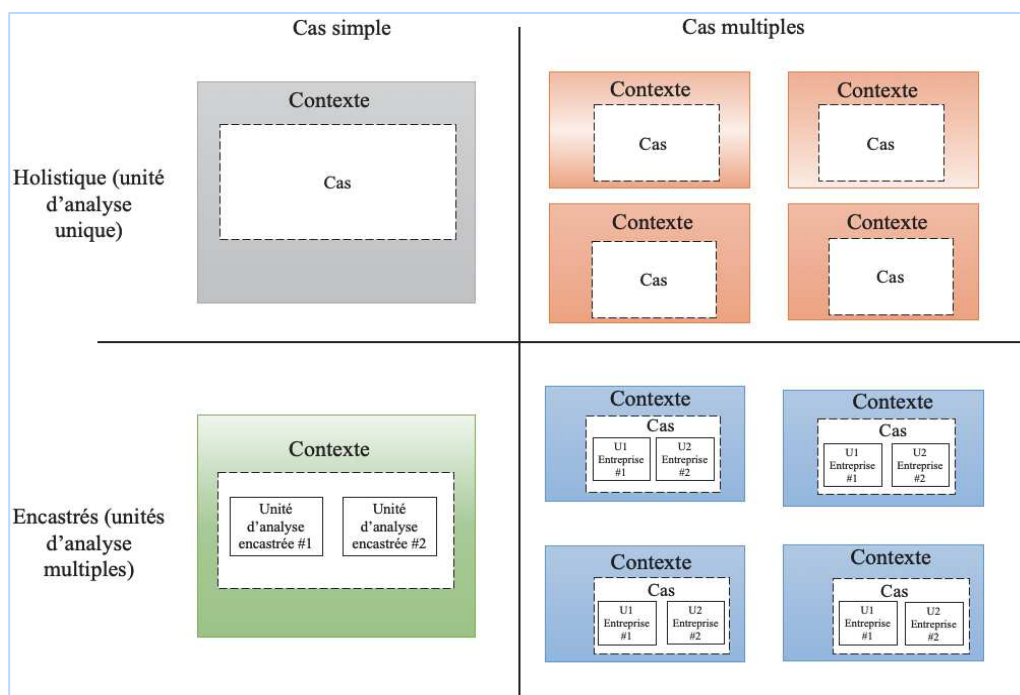 Cas simple
Cas multiples
Holistique (unité
d'analyse
unique)
Contexte
Cas
Contexte
Cas
Contexte
Cas
Contexte
Cas
Contexte
Cas
Encastrés (unités
d'analyse
multiples)
Contexte
Unité
d'analyse
encastrée #1
Unité
d'analyse
encastrée #2
Contexte
Cas
U1
Entreprise
#1
U2
Entreprise
#2
Contexte
Cas
U1
Entreprise
#1
U2
Entreprise
#2
Contexte
Cas
U1
Entreprise
#1
U2
Entreprise
#2
Contexte
Cas
U1
Entreprise
#1
U2
Entreprise
#2